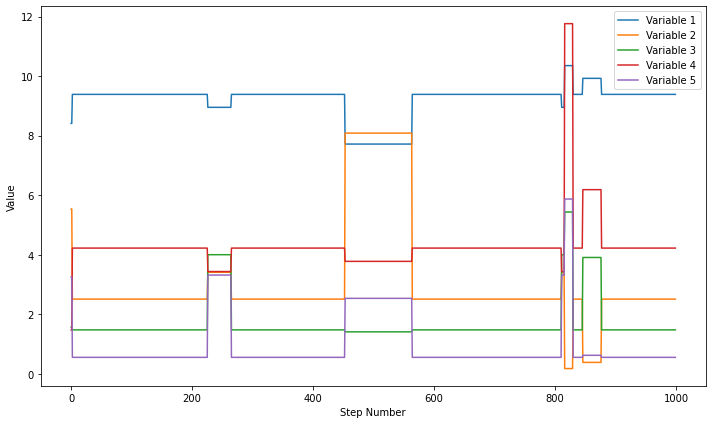 Variable 1
Variable 2
Variable 3
Variable 4
Variable 5
Value
12
10
8
6
4
2
0
0 200 400 600 800 1000
Step Number